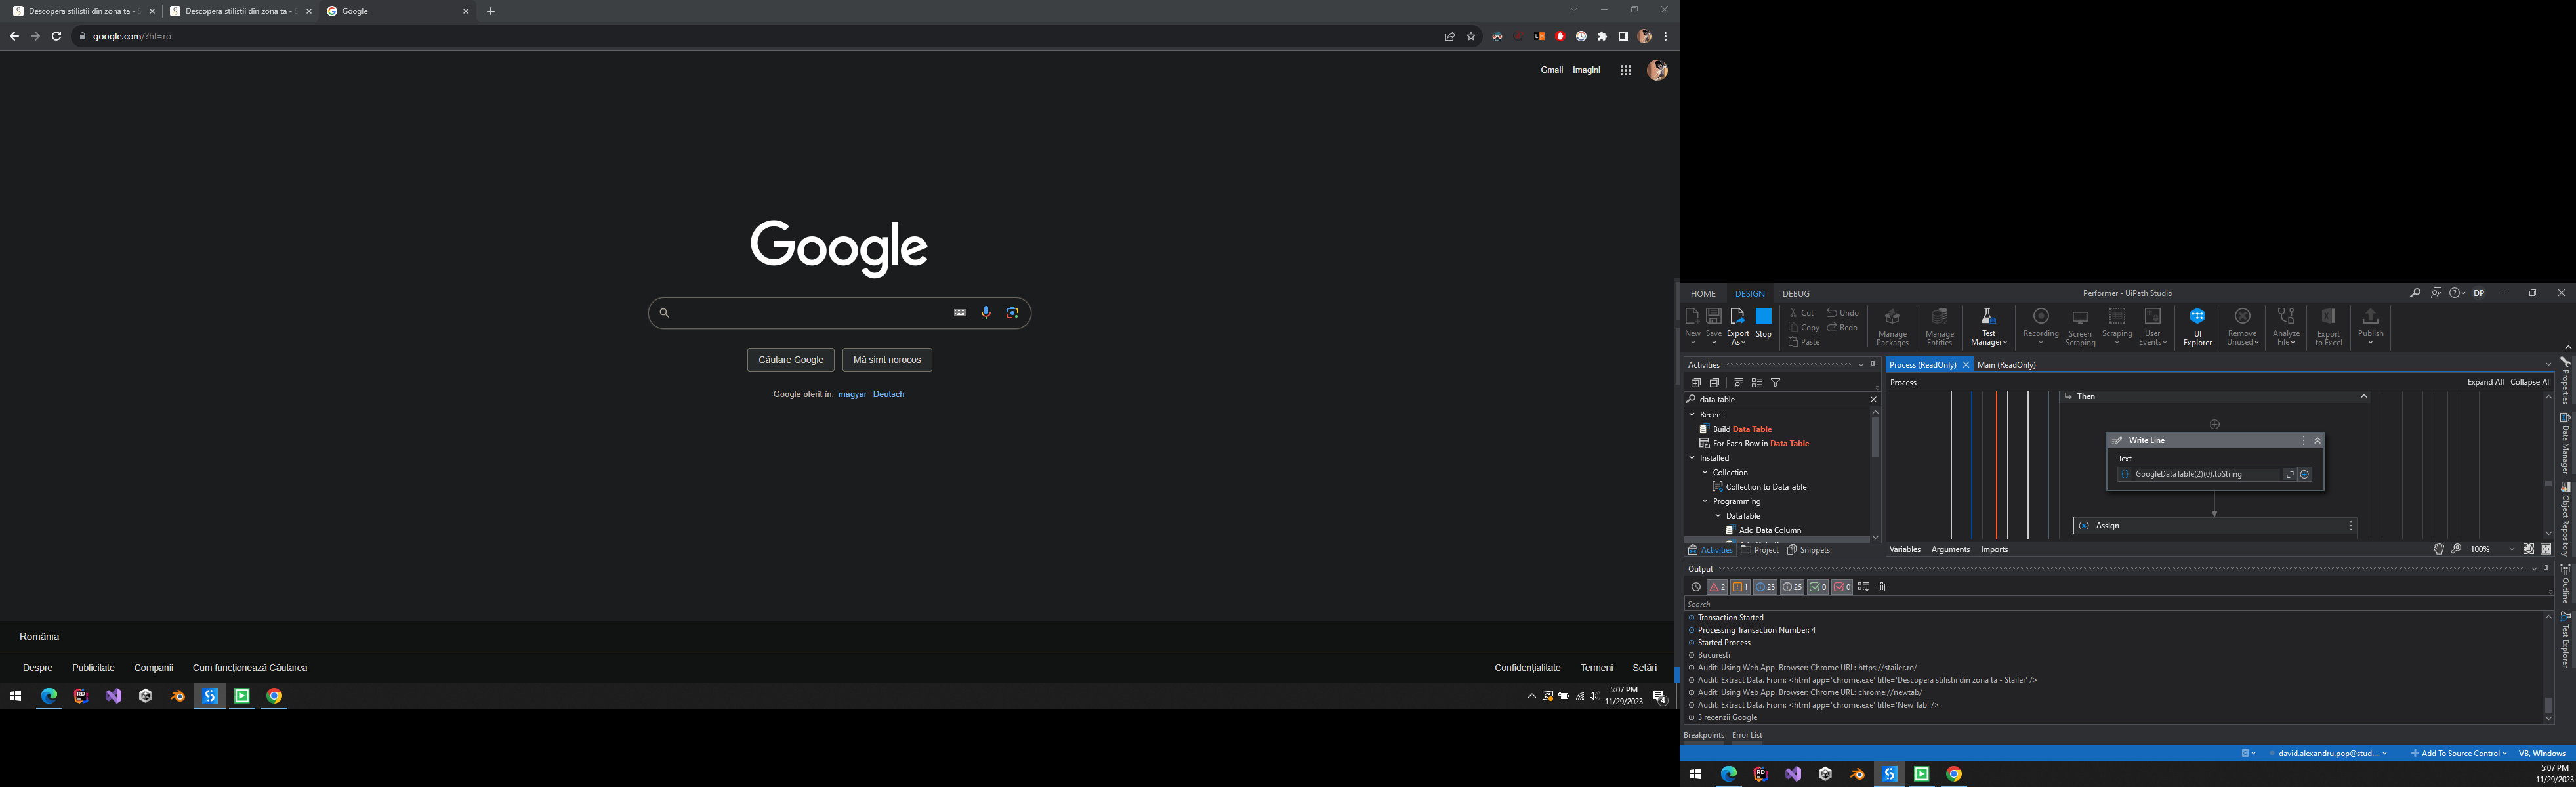 Descopera stilistii din zona ta - S
Descopera stilistii din zona ta - S
Google
google.com/?hl=ro
Gmail
Imagini
Google
Căutare Google
Mă simt norocos
Google oferit în: magyar Deutsch
România
Despre
Publicitate
Companii
Cum funcționează Căutarea
Confidențialitate
Termeni
Setări
5:07 PM
11/29/2023
4
HOME
DESIGN
DEBUG
Performer - UiPath Studio
DP
New
Save
Export As
Stop
Cut
Copy
Paste
Undo
Redo
Manage Packages
Manage Entities
Test Manager
Recording
Screen Scraping
Scraping
User Events
UI Explorer
Remove Unused
Analyze File
Export to Excel
Publish
Activities
data table
Recent
Build Data Table
For Each Row in Data Table
Installed
Collection
Collection to DataTable
Programming
DataTable
Add Data Column
Activities
Project
Snippets
Process (ReadOnly)
Main (ReadOnly)
Process
Expand All
Collapse All
Then
Write Line
Text
GoogleDataTable(2)(0).toString
Assign
Variables
Arguments
Imports
100%
Properties
Data Manager
Object Repository
Outline
Test Explorer
Output
2
1
25
25
0
0
Search
Transaction Started
Processing Transaction Number: 4
Started Process
Bucuresti
Audit: Using Web App. Browser: Chrome URL: https://stailer.ro/
Audit: Extract Data. From: <html app='chrome.exe' title='Descopera stilistii din zona ta - Stailer' />
Audit: Using Web App. Browser: Chrome URL: chrome://newtab/
Audit: Extract Data. From: <html app='chrome.exe' title='New Tab' />
3 recenzii Google
Breakpoints
Error List
david.alexandru.pop@stud....
Add To Source Control
VB, Windows
5:07 PM
11/29/2023